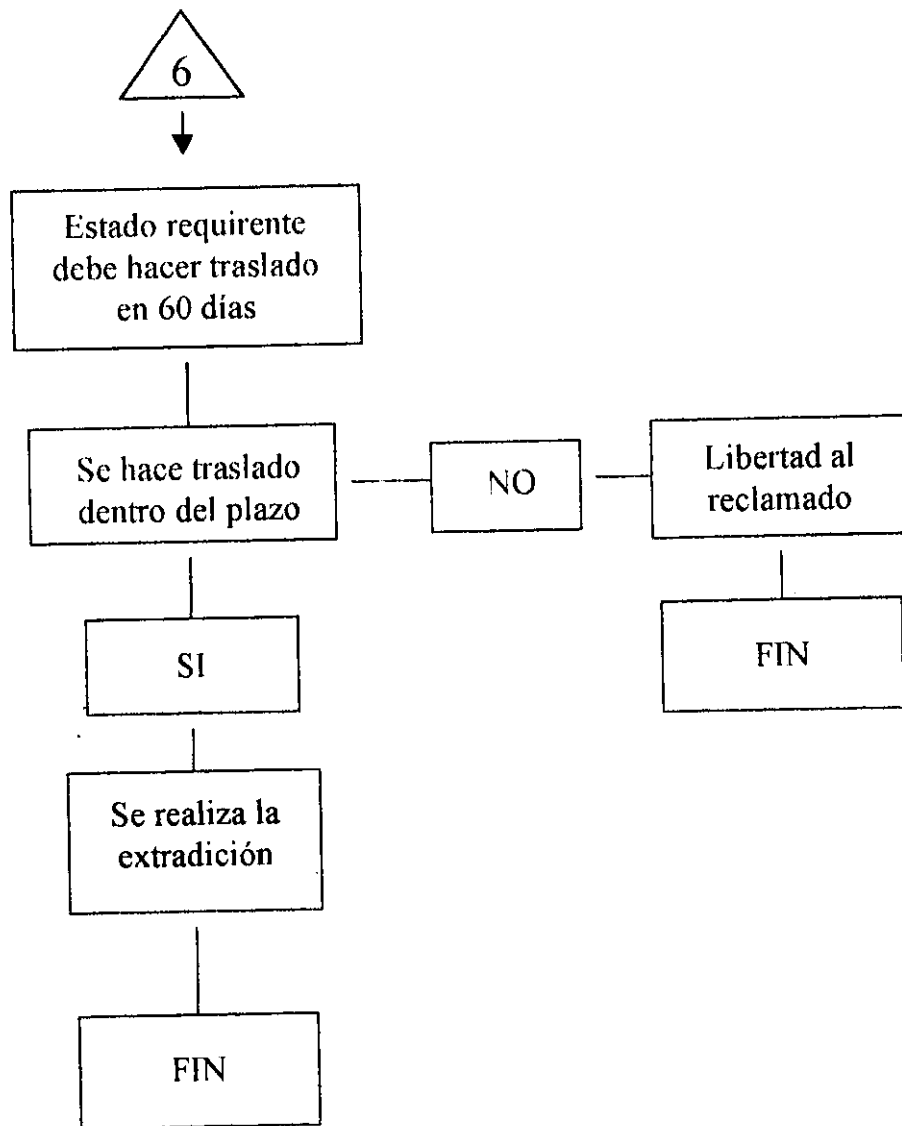 6
Estado requirente
debe hacer traslado
en 60 días
Se hace traslado
dentro del plazo
NO
Libertad al
reclamado
SI
FIN
Se realiza la
extradición
FIN